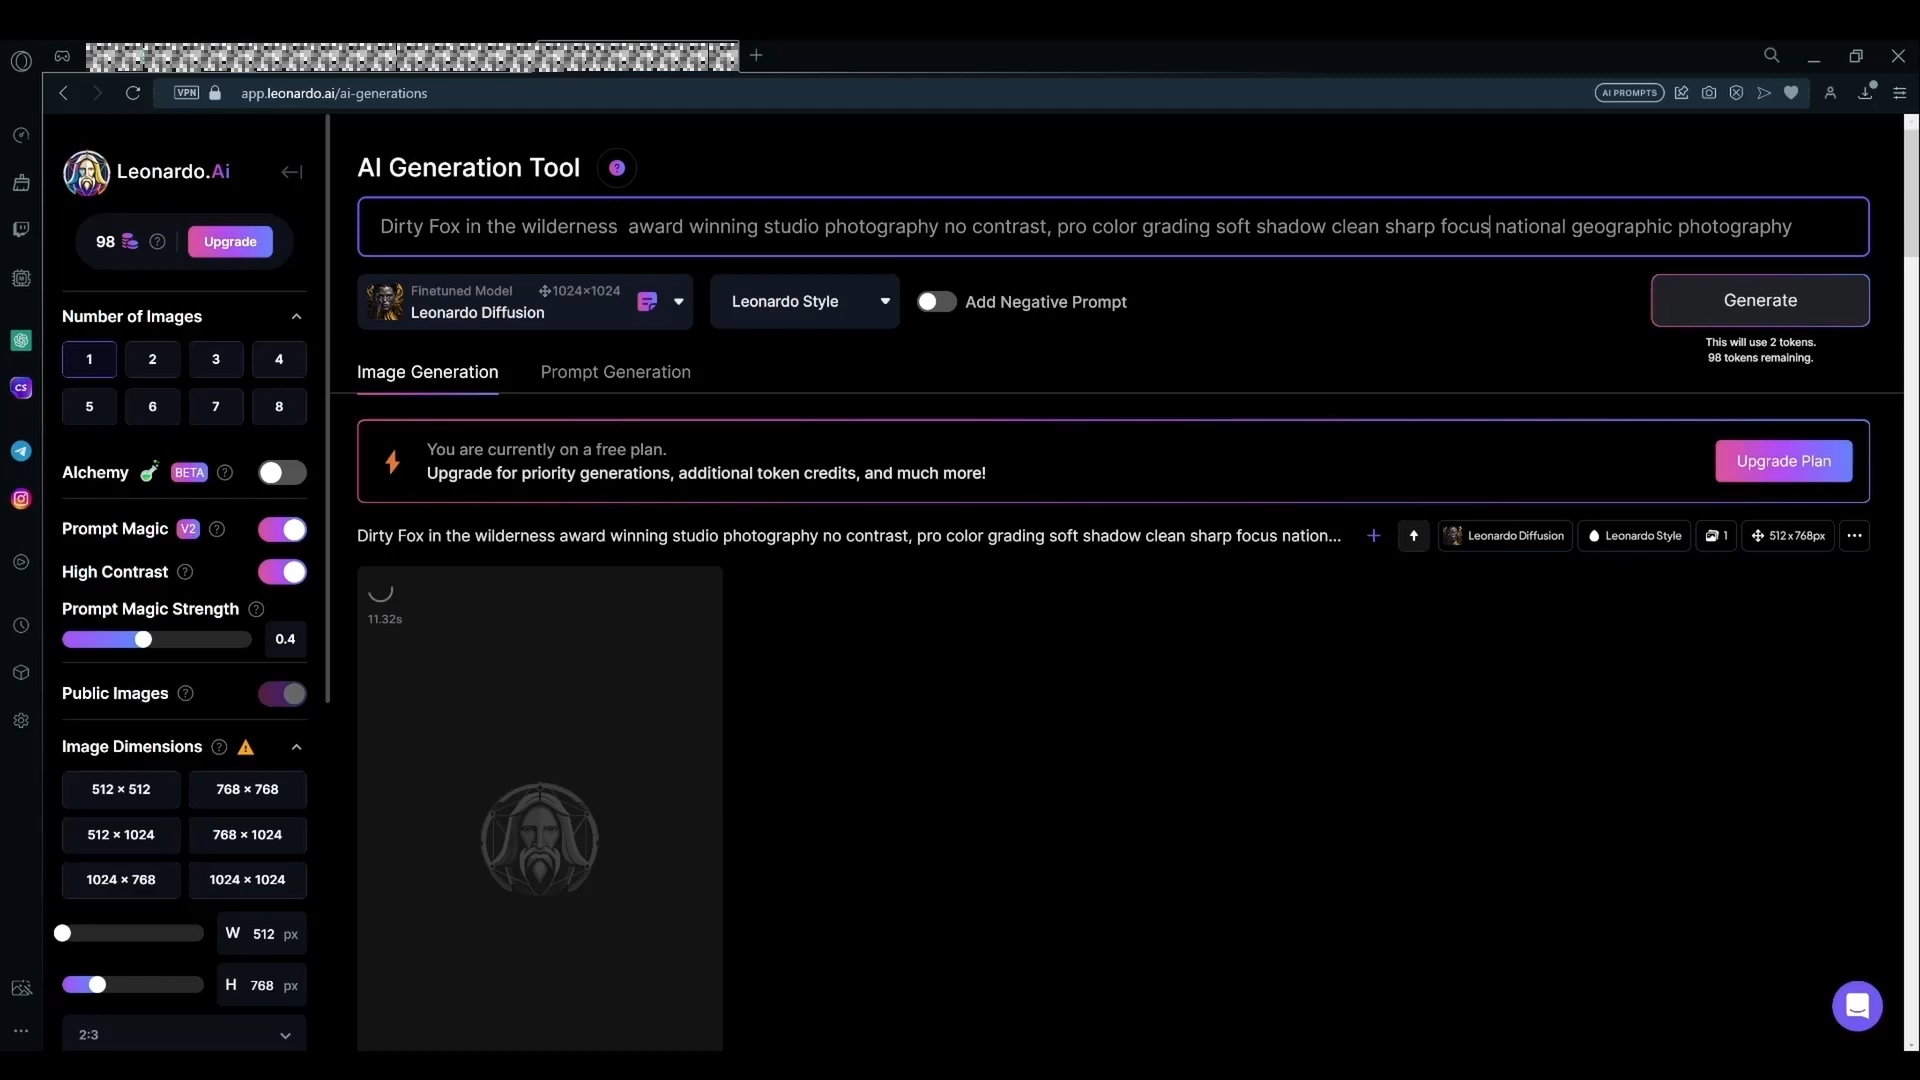 VPN
app.leonardo.ai/ai-generations
AI PROMPTS
Leonardo.Ai
98
Upgrade
Number of Images
1 2 3 4
5 6 7 8
Alchemy BETA
Prompt Magic V2
High Contrast
Prompt Magic Strength
0.4
Public Images
Image Dimensions
512 × 512 768 × 768
512 × 1024 768 × 1024
1024 × 768 1024 × 1024
W 512 px
H 768 px
2:3
CS
AI Generation Tool
Dirty Fox in the wilderness  award winning studio photography no contrast, pro color grading soft shadow clean sharp focus national geographic photography
Finetuned Model 1024×1024
Leonardo Diffusion
Leonardo Style
Add Negative Prompt
Generate
This will use 2 tokens.
98 tokens remaining.
Image Generation Prompt Generation
You are currently on a free plan.
Upgrade for priority generations, additional token credits, and much more!
Upgrade Plan
Dirty Fox in the wilderness award winning studio photography no contrast, pro color grading soft shadow clean sharp focus nation...
Leonardo Diffusion
Leonardo Style
1
512 x 768px
11.32s